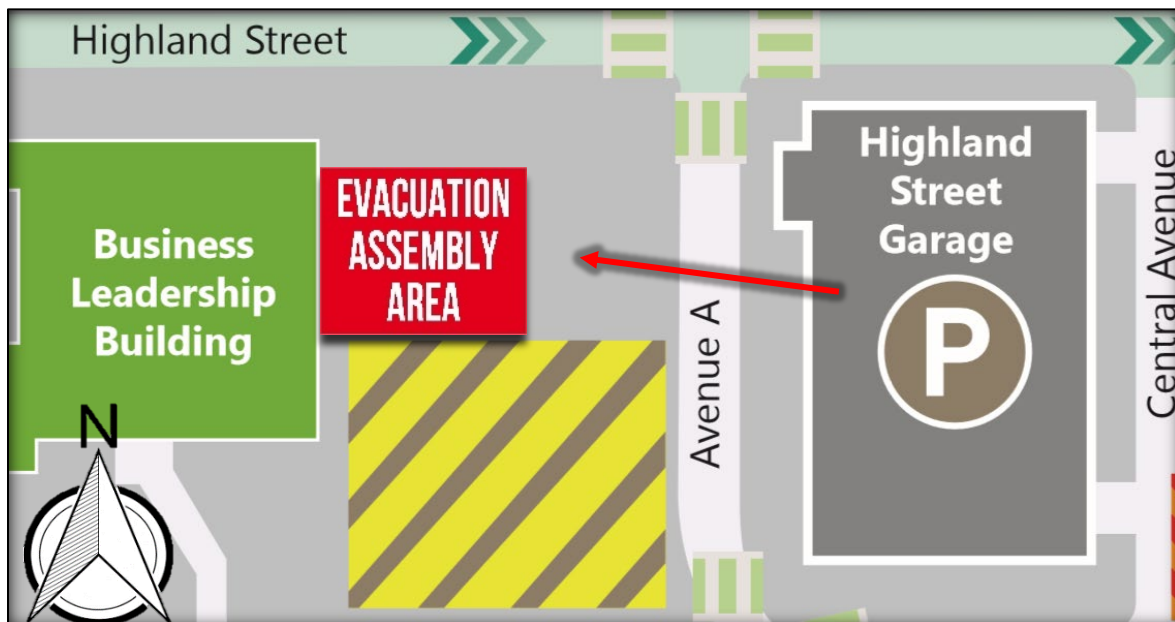 Highland Street
Business
Leadership
Building
EVACUATION
ASSEMBLY
AREA
Avenue A
Highland
Street
Garage
P
Central Avenue
N